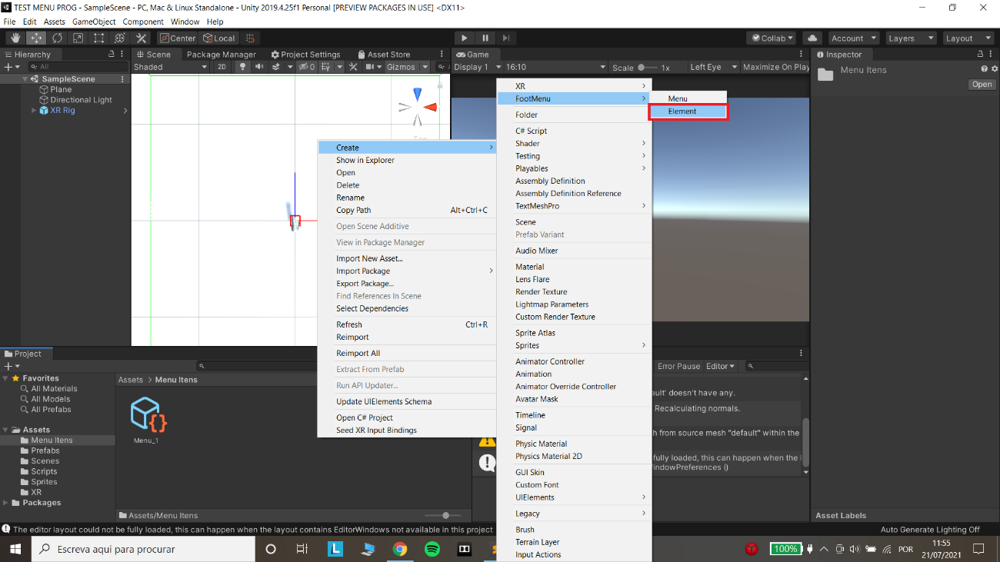 TEST MENU PROG - SampleScene - PC, Mac & Linux Standalone - Unity 2019.4.25f1 Personal [PREVIEW PACKAGES IN USE] <DX11>
File Edit Assets GameObject Component Window Help
Center Local Collab Account Layers Layout
Hierarchy
All
SampleScene
Plane
Directional Light
XR Rig
Scene Package Manager Project Settings Asset Store
Shaded 2D 0 Gizmos
Game
Display 1 16:10 Scale 1x Left Eye Maximize On Play
Inspector
Menu Itens
Open
Create
Show in Explorer
Open
Delete
Rename
Copy Path Alt+Ctrl+C
Open Scene Additive
View in Package Manager
Import New Asset...
Import Package
Export Package...
Find References In Scene
Select Dependencies
Refresh Ctrl+R
Reimport
Reimport All
Extract From Prefab
Run API Updater...
Update UIElements Schema
Open C# Project
Seed XR Input Bindings
XR
FootMenu
Folder
C# Script
Shader
Testing
Playables
Assembly Definition
Assembly Definition Reference
TextMeshPro
Scene
Prefab Variant
Audio Mixer
Material
Lens Flare
Render Texture
Lightmap Parameters
Custom Render Texture
Sprite Atlas
Sprites
Animator Controller
Animation
Animator Override Controller
Avatar Mask
Timeline
Signal
Physic Material
Physics Material 2D
GUI Skin
Custom Font
UIElements
Legacy
Brush
Terrain Layer
Input Actions
Menu
Element
Project
Favorites
All Materials
All Models
All Prefabs
Assets
Menu Itens
Prefabs
Scenes
Scripts
Sprites
XR
Packages
Assets > Menu Itens
Menu_1
Assets/Menu Itens
Error Pause Editor
ault' doesn't have any.
Recalculating normals.
h from source mesh "default" within the
fully loaded, this can happen when the
indowPreferences ()
Asset Labels
The editor layout could not be fully loaded, this can happen when the layout contains EditorWindows not available in this project
Auto Generate Lighting Off
Escreva aqui para procurar
L
100%
POR
11:55
21/07/2021